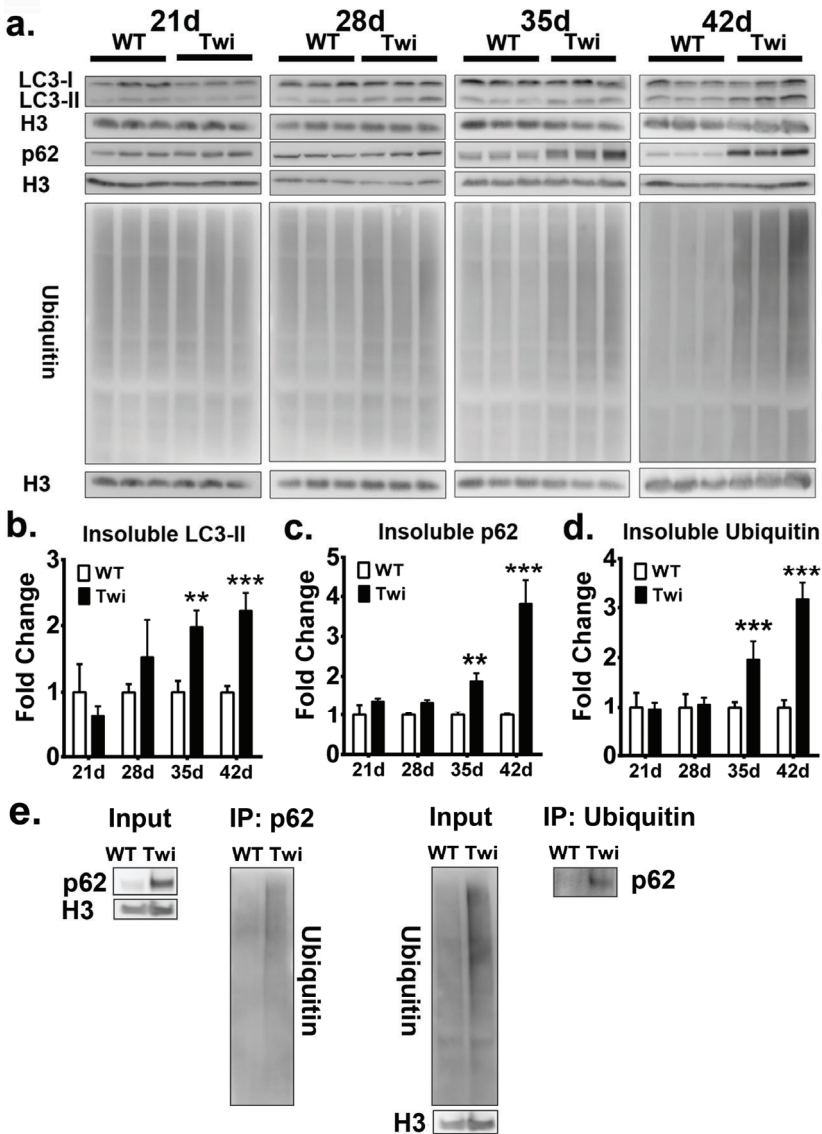 a.
21d 28d 35d 42d
WT Twi WT Twi WT Twi WT Twi
LC3-I
LC3-II
H3
p62
H3
Ubiquitin
H3
b. Insoluble LC3-II
Fold Change
3
2
1
0
WT
Twi
** ***
21d 28d 35d 42d
c. Insoluble p62
Fold Change
5
4
3
2
1
0
WT
Twi
** ***
21d 28d 35d 42d
d. Insoluble Ubiquitin
Fold Change
4
3
2
1
0
WT
Twi
*** ***
21d 28d 35d 42d
e.
Input IP: p62 Input IP: Ubiquitin
WT Twi WT Twi WT Twi WT Twi
p62
H3
Ubiquitin
Ubiquitin
H3
p62